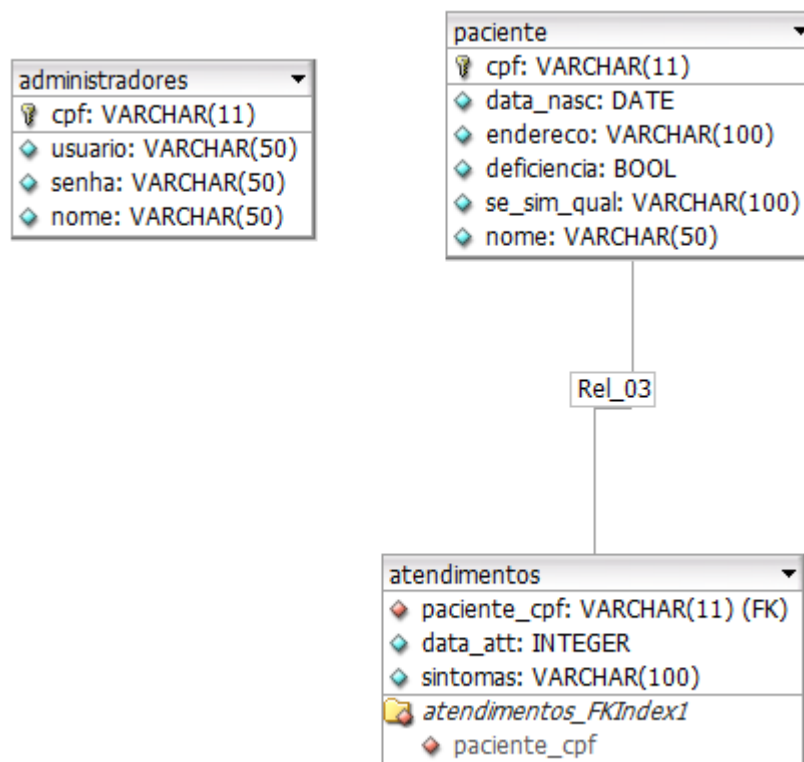 administradores
cpf: VARCHAR(11)
usuario: VARCHAR(50)
senha: VARCHAR(50)
nome: VARCHAR(50)
paciente
cpf: VARCHAR(11)
data_nasc: DATE
endereco: VARCHAR(100)
deficiencia: BOOL
se_sim_qual: VARCHAR(100)
nome: VARCHAR(50)
Rel_03
atendimentos
paciente_cpf: VARCHAR(11) (FK)
data_att: INTEGER
sintomas: VARCHAR(100)
atendimentos_FKIndex1
paciente_cpf